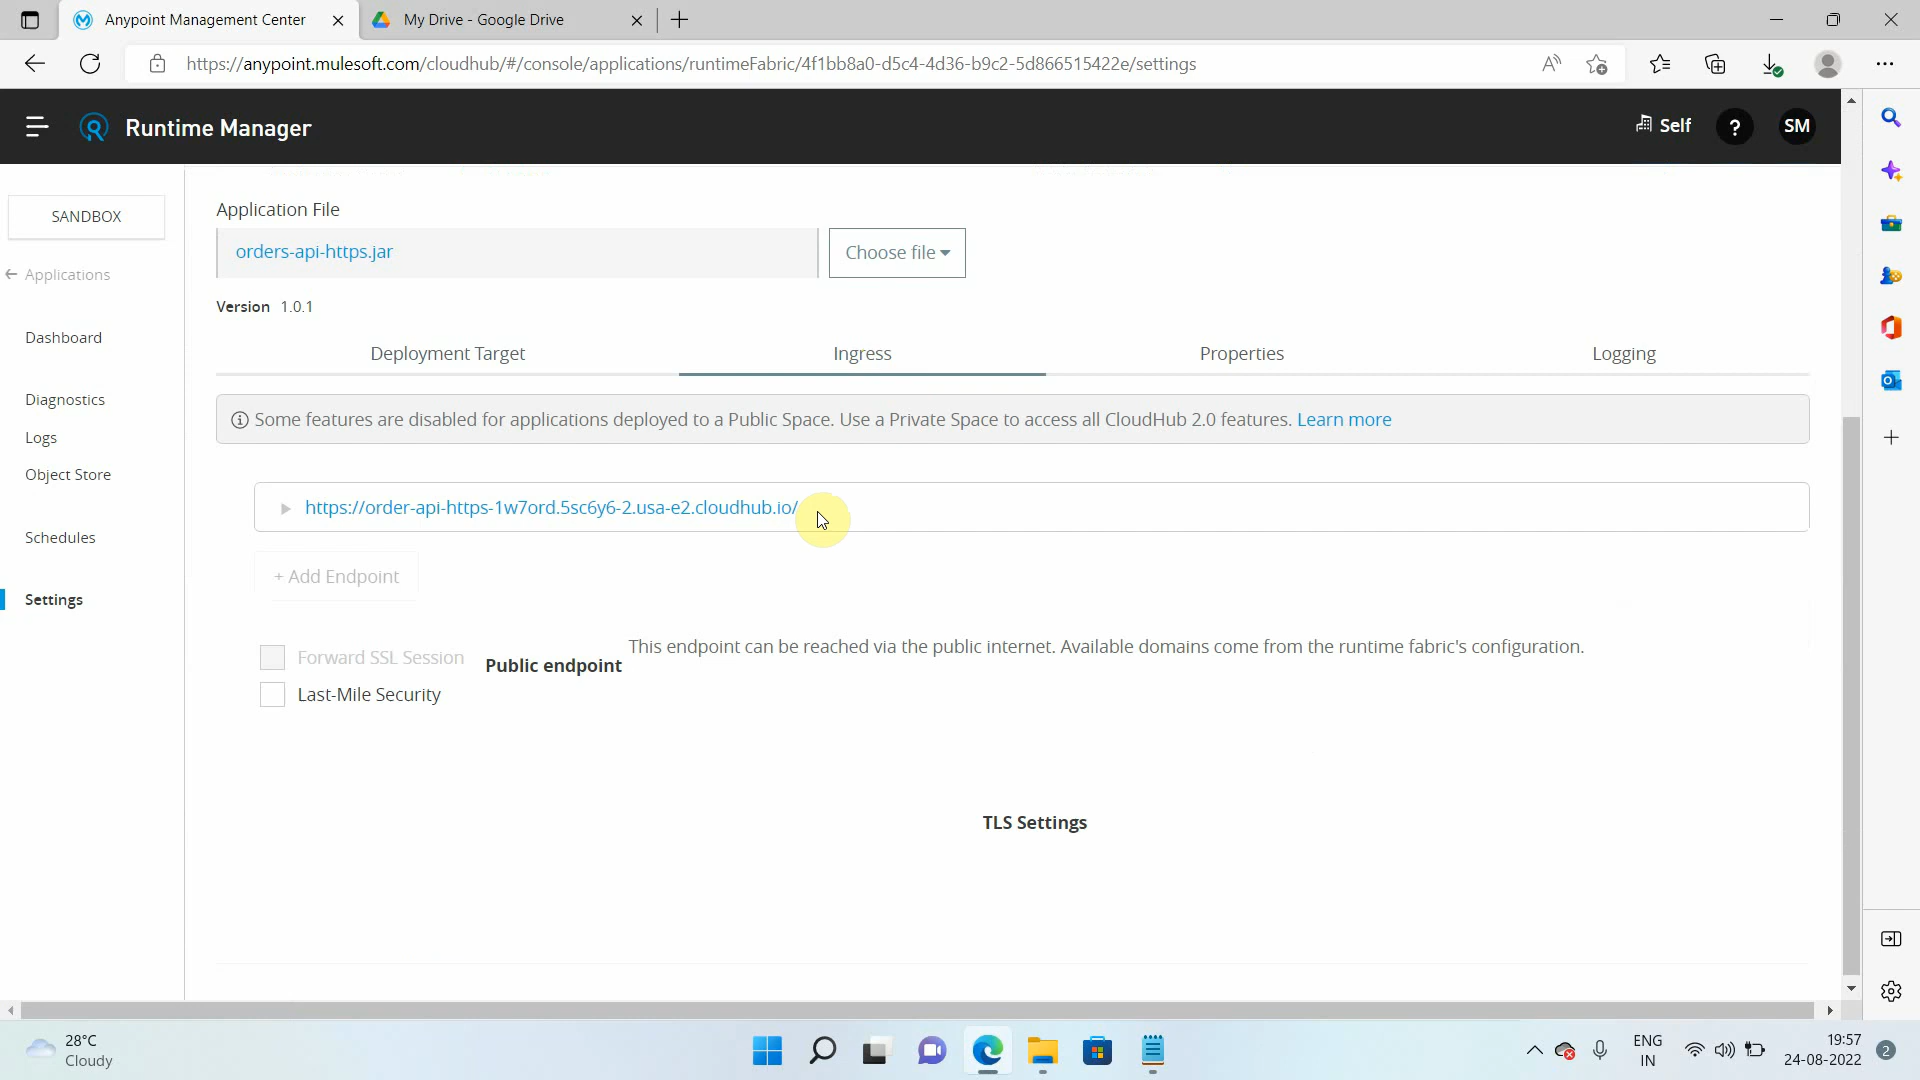 Anypoint Management Center
My Drive - Google Drive
https://anypoint.mulesoft.com/cloudhub/#/console/applications/runtimeFabric/4f1bb8a0-d5c4-4d36-b9c2-5d866515422e/settings
Runtime Manager
Self
?
SM
SANDBOX
Applications
Dashboard
Diagnostics
Logs
Object Store
Schedules
Settings
Application File
orders-api-https.jar
Choose file
Version 1.0.1
Deployment Target
Ingress
Properties
Logging
Some features are disabled for applications deployed to a Public Space. Use a Private Space to access all CloudHub 2.0 features. Learn more
https://order-api-https-1w7ord.5sc6y6-2.usa-e2.cloudhub.io/
+ Add Endpoint
Forward SSL Session
Last-Mile Security
Public endpoint
This endpoint can be reached via the public internet. Available domains come from the runtime fabric's configuration.
TLS Settings
28°C
Cloudy
ENG
IN
19:57
24-08-2022
2